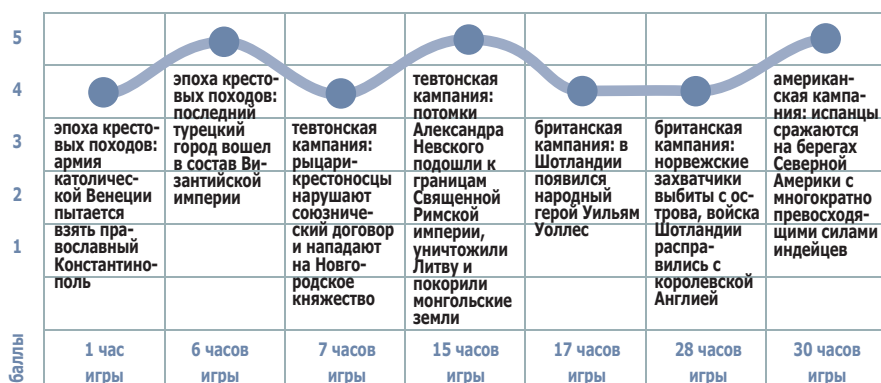 5
4
3
2
1
баллы
эпоха кресто-
вых походов:
армия
католичес-
кой Венеции
пытается
взять пра-
вославный
Константино-
поль
эпоха кресто-
вых походов:
последний
турецкий
город вошел
в состав Ви-
зантийской
империи
тевтонская
кампания:
рыцари-
крестоносцы
нарушают
союзниче-
ский договор
и нападают
на Новго-
родское
княжество
тевтонская
кампания:
потомки
Александра
Невского
подошли к
границам
Священной
Римской
империи,
уничтожили
Литву и
покорили
монгольские
земли
британская
кампания: в
Шотландии
появился
народный
герой Уильям
Уоллес
британская
кампания:
норвежские
захватчики
выбиты с ос-
трова, войска
Шотландии
распра-
вились с
королевской
Англией
американ-
ская кампа-
ния: испанцы
сражаются
на берегах
Северной
Америки с
многократно
превосходя-
щими силами
индейцев
1 час
игры
6 часов
игры
7 часов
игры
15 часов
игры
17 часов
игры
28 часов
игры
30 часов
игры